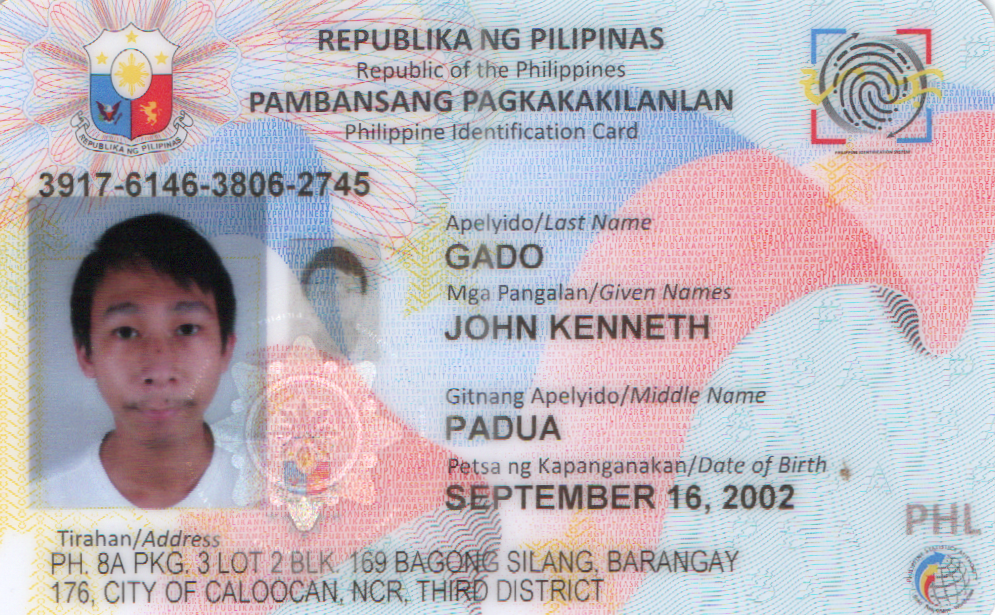 REPUBLIKA NG PILIPINAS
Republic of the Philippines
PAMBANSANG PAGKAKAKILANLAN
Philippine Identification Card
REPUBLIKA NG PILIPINAS
3917-6146-3806-2745
Apelyido/Last Name
GADO
Mga Pangalan/Given Names
JOHN KENNETH
Gitnang Apelyido/Middle Name
PADUA
Petsa ng Kapanganakan/Date of Birth
SEPTEMBER 16, 2002
PHL
Tirahan/Address
PH. 8A PKG. 3 LOT 2 BLK. 169 BAGONG SILANG, BARANGAY
176, CITY OF CALOOCAN, NCR, THIRD DISTRICT